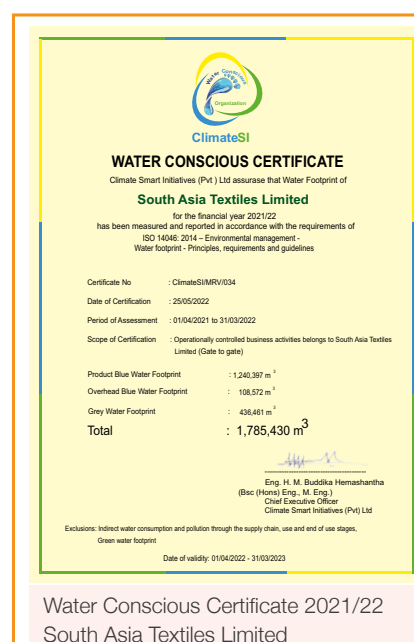 Water Conscious
Organization
ClimateSI
WATER CONSCIOUS CERTIFICATE
Climate Smart Initiatives (Pvt ) Ltd assurase that Water Footprint of
South Asia Textiles Limited
for the financial year 2021/22
has been measured and reported in accordance with the requirements of
ISO 14046: 2014 – Environmental management -
Water footprint - Principles, requirements and guidelines
Certificate No : ClimateSI/MRV/034
Date of Certification : 25/05/2022
Period of Assessment : 01/04/2021 to 31/03/2022
Scope of Certification : Operationally controlled business activities belongs to South Asia Textiles
Limited (Gate to gate)
Product Blue Water Footprint : 1,240,397 m 3
Overhead Blue Water Footprint : 108,572 m 3
Grey Water Footprint : 436,461 m 3
Total : 1,785,430 m3
Eng. H. M. Buddika Hemashantha
(Bsc (Hons) Eng., M. Eng.)
Chief Executive Officer
Climate Smart Initiatives (Pvt) Ltd
Exclusions: Indirect water consumption and pollution through the supply chain, use and end of use stages,
Green water footprint
Date of validity: 01/04/2022 - 31/03/2023
Water Conscious Certificate 2021/22
South Asia Textiles Limited